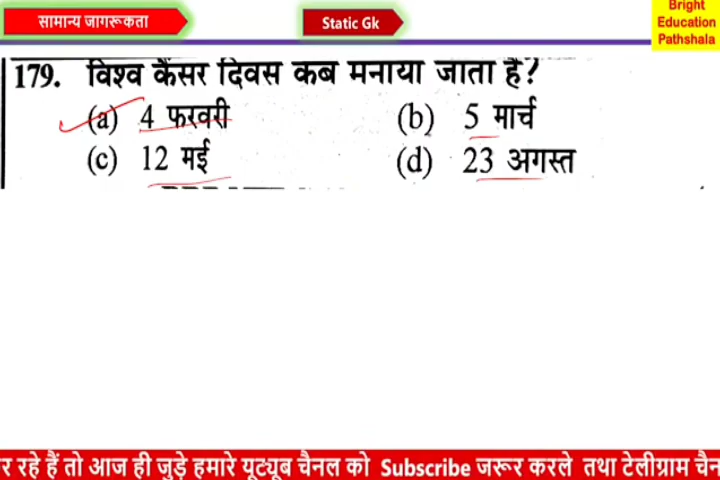 सामान्य जागरूकता
Static Gk
Bright
Education
Pathshala
179. विश्व कैंसर दिवस कब मनाया जाता है?
(a) 4 फरवरी (b) 5 मार्च
(c) 12 मई (d) 23 अगस्त
र रहे हैं तो आज ही जुड़े हमारे यूट्यूब चैनल को Subscribe जरूर करले तथा टेलीग्राम चैन